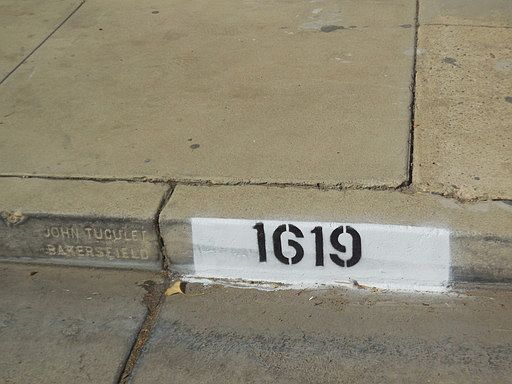 JOHN TUCULET
BAKERSFIELD
1619